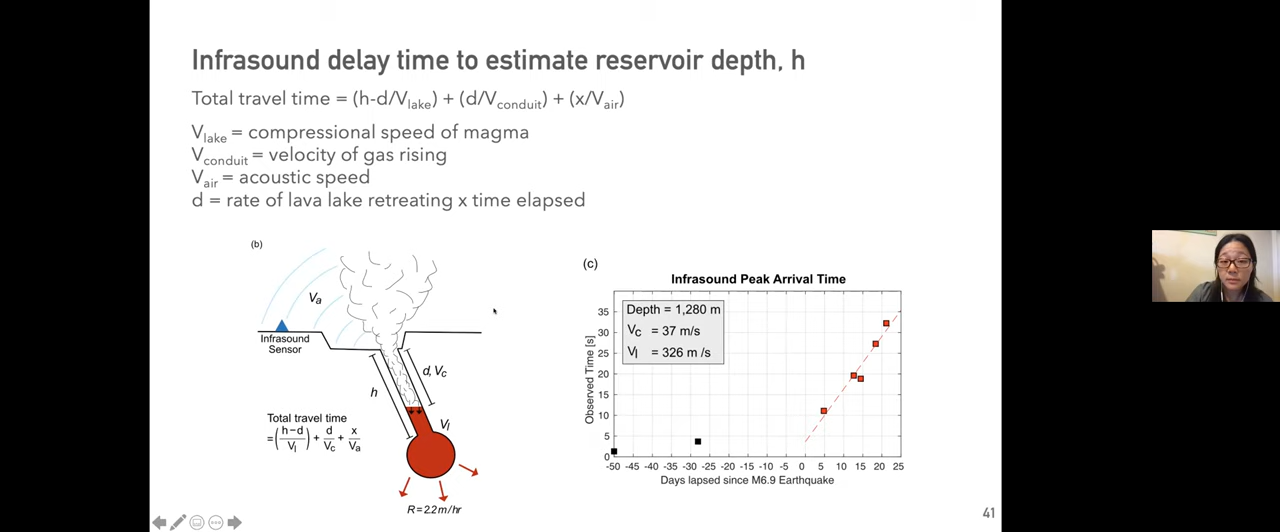 Infrasound delay time to estimate reservoir depth, h
Total travel time = (h-d/Vlake) + (d/Vconduit) + (x/Vair)
Vlake = compressional speed of magma
Vconduit = velocity of gas rising
Vair = acoustic speed
d = rate of lava lake retreating x time elapsed
(b)
Va
Infrasound
Sensor
h
d, Vc
Vl
Total travel time
=(h-d/Vl) + d/Vc + x/Va
R=2.2m/hr
(c)
Infrasound Peak Arrival Time
Depth = 1,280 m
Vc = 37 m/s
Vl = 326 m /s
Observed Time [s]
35
30
25
20
15
10
5
0
-50 -45 -40 -35 -30 -25 -20 -15 -10 -5 0 5 10 15 20 25
Days lapsed since M6.9 Earthquake
41